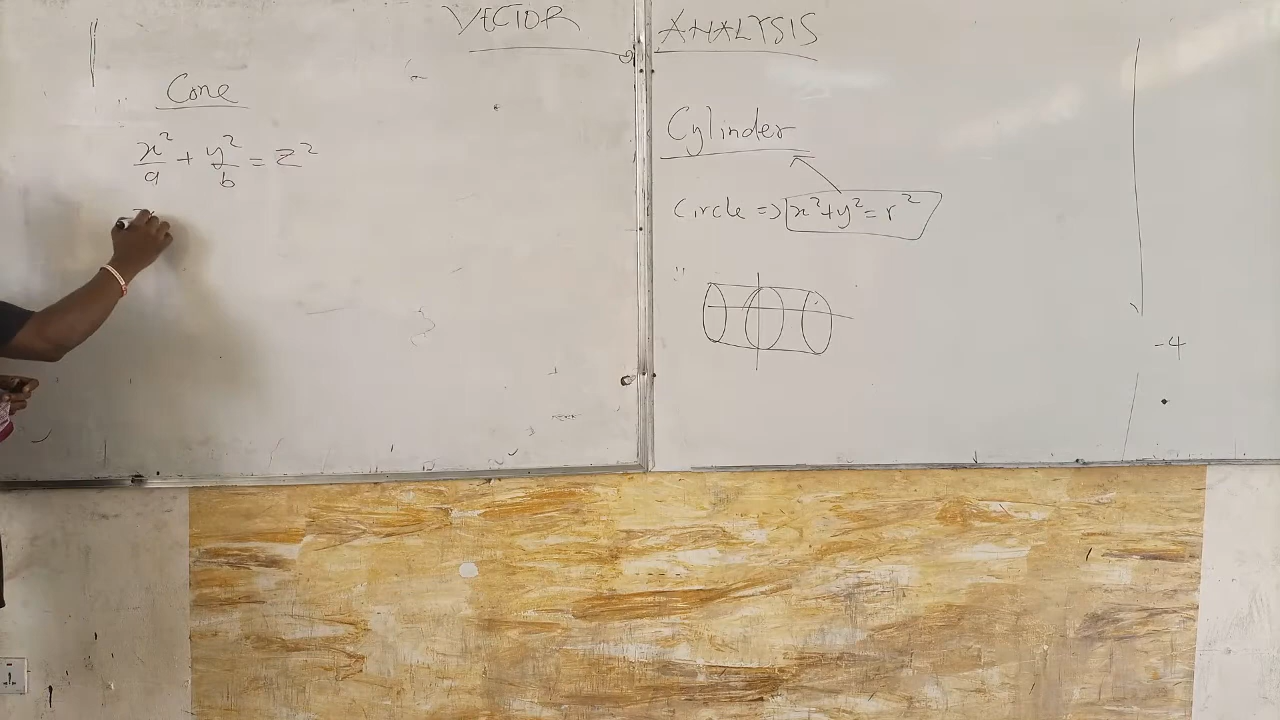 VECTOR ANALYSIS
Cone
x²/a + y²/b = z²
Cylinder
Circle => x²+y²=r²
-4